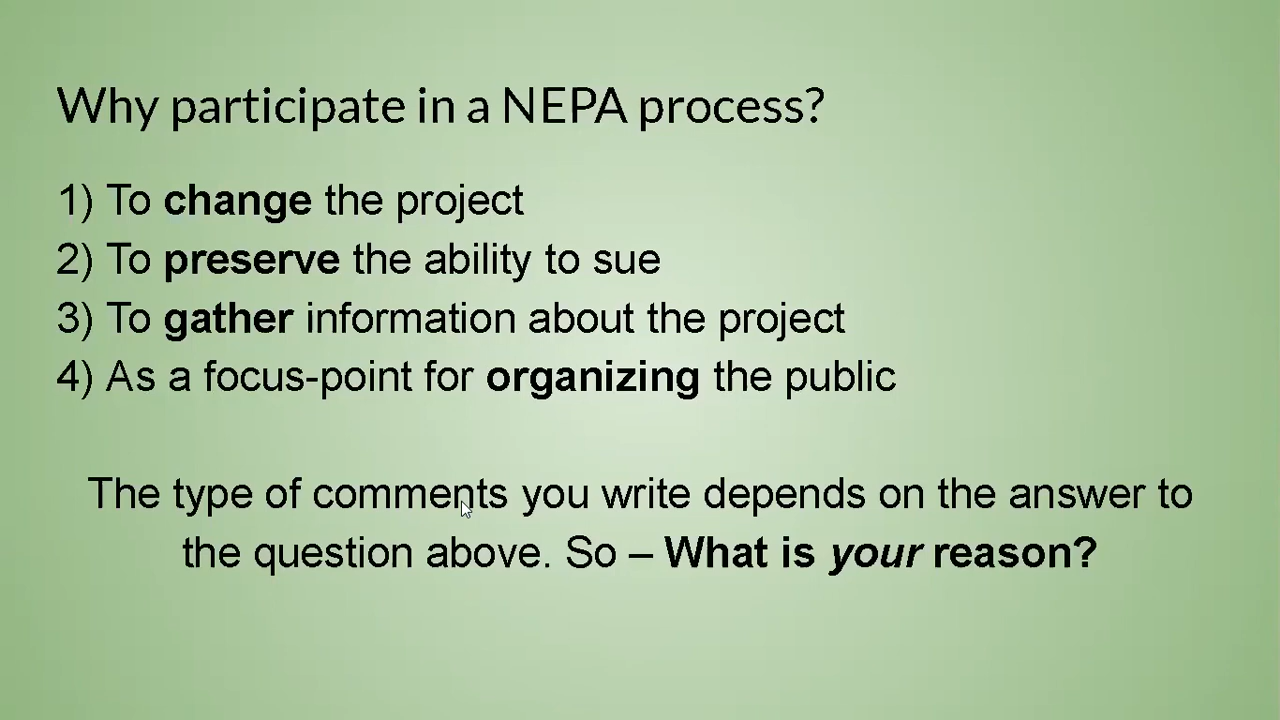 Why participate in a NEPA process?
1) To change the project
2) To preserve the ability to sue
3) To gather information about the project
4) As a focus-point for organizing the public
The type of comments you write depends on the answer to
the question above. So – What is your reason?